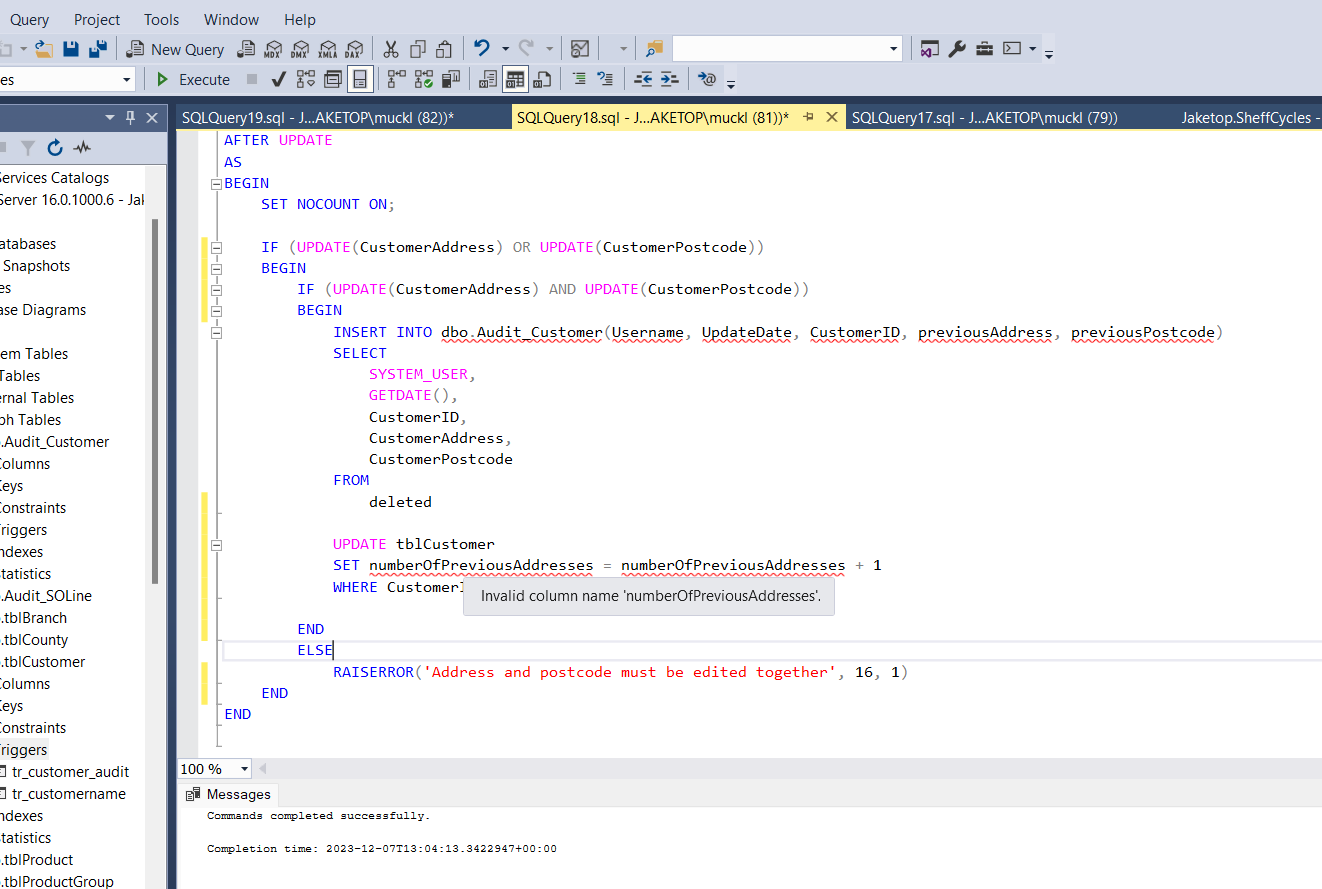 Query Project Tools Window Help
New Query MDX DMX XMLA DAX
es Execute
SQLQuery19.sql - J...AKETOP\muckl (82))* SQLQuery18.sql - J...AKETOP\muckl (81))* SQLQuery17.sql - J...AKETOP\muckl (79)) Jaketop.SheffCycles -
ervices Catalogs
Server 16.0.1000.6 - Jak
atabases
Snapshots
es
ase Diagrams
em Tables
Tables
ernal Tables
ph Tables
.Audit_Customer
Columns
Keys
Constraints
Triggers
ndexes
Statistics
.Audit_SOLine
.tblBranch
.tblCounty
.tblCustomer
Columns
Keys
Constraints
Triggers
tr_customer_audit
tr_customername
ndexes
Statistics
.tblProduct
.tblProductGroup
AFTER UPDATE
AS
BEGIN
SET NOCOUNT ON;
IF (UPDATE(CustomerAddress) OR UPDATE(CustomerPostcode))
BEGIN
IF (UPDATE(CustomerAddress) AND UPDATE(CustomerPostcode))
BEGIN
INSERT INTO dbo.Audit_Customer(Username, UpdateDate, CustomerID, previousAddress, previousPostcode)
SELECT
SYSTEM_USER,
GETDATE(),
CustomerID,
CustomerAddress,
CustomerPostcode
FROM
deleted
UPDATE tblCustomer
SET numberOfPreviousAddresses = numberOfPreviousAddresses + 1
WHERE Customer
Invalid column name 'numberOfPreviousAddresses'.
END
ELSE
RAISERROR('Address and postcode must be edited together', 16, 1)
END
END
100 %
Messages
Commands completed successfully.
Completion time: 2023-12-07T13:04:13.3422947+00:00